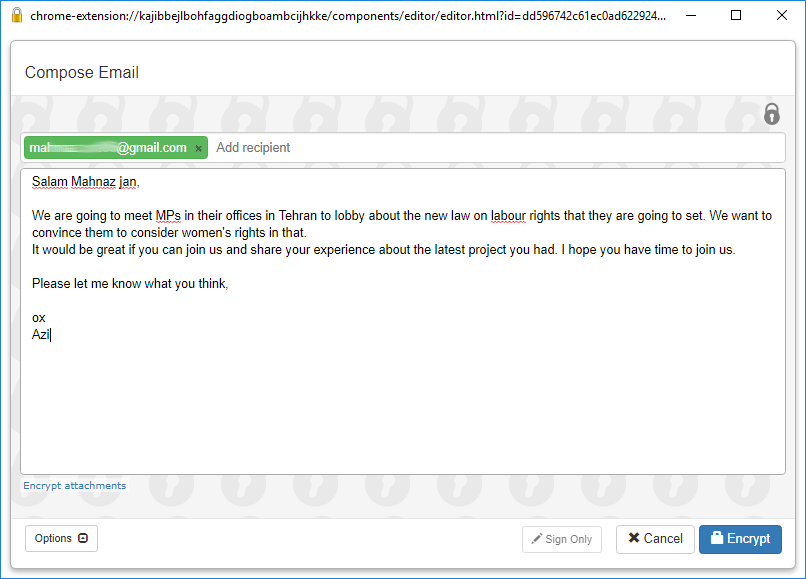 chrome-extension://kajibbejlbohfaggdiogboambcijhkke/components/editor/editor.html?id=dd596742c61ec0ad622924...
Compose Email
@gmail.com ×
Add recipient
Salam Mahnaz jan,
We are going to meet MPs in their offices in Tehran to lobby about the new law on labour rights that they are going to set. We want to
convince them to consider women's rights in that.
It would be great if you can join us and share your experience about the latest project you had. I hope you have time to join us.
Please let me know what you think,
ox
Azi
Encrypt attachments
Options
Sign Only
Cancel
Encrypt